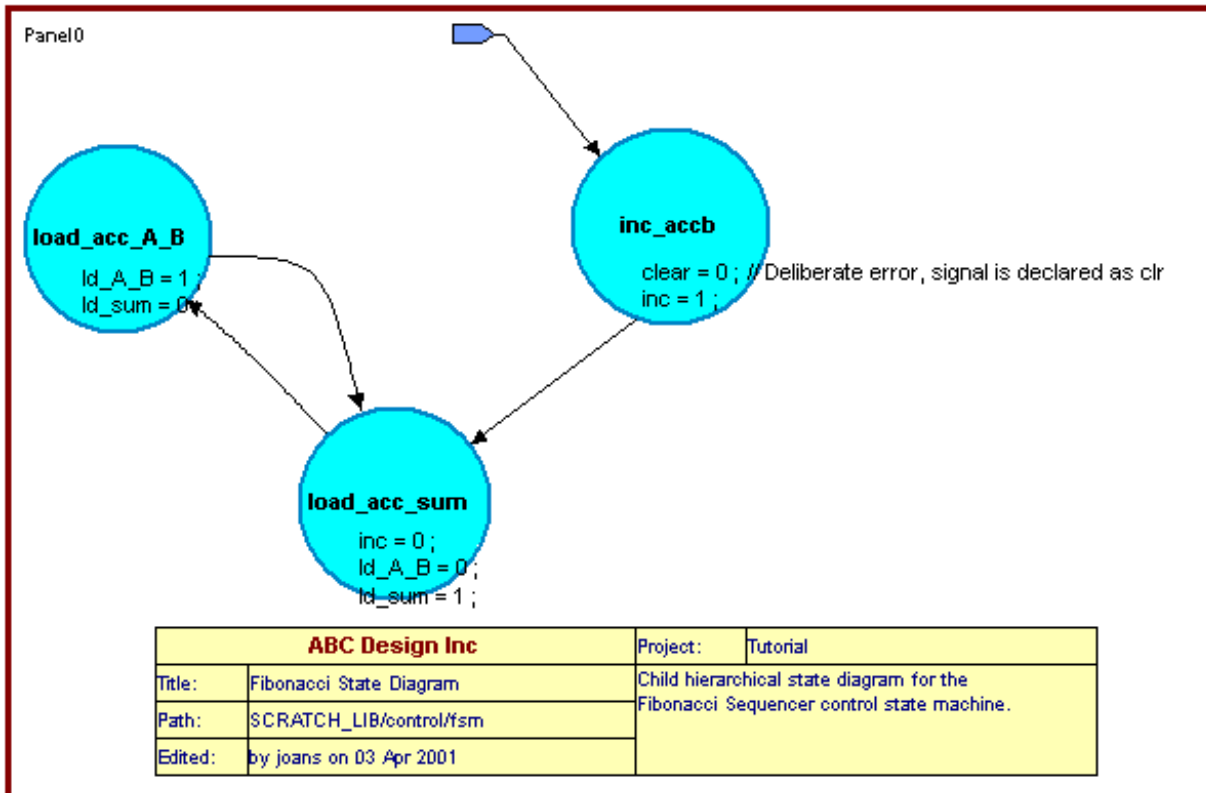 Panel0
load_acc_A_B
ld_A_B = 1 ;
ld_sum = 0
inc_accb
clear = 0 ; // Deliberate error, signal is declared as clr
inc = 1 ;
load_acc_sum
inc = 0 ;
ld_A_B = 0 ;
ld_sum = 1 ;
ABC Design Inc
Project: Tutorial
Title: Fibonacci State Diagram
Path: SCRATCH_LIB/control/fsm
Edited: by joans on 03 Apr 2001
Child hierarchical state diagram for the
Fibonacci Sequencer control state machine.